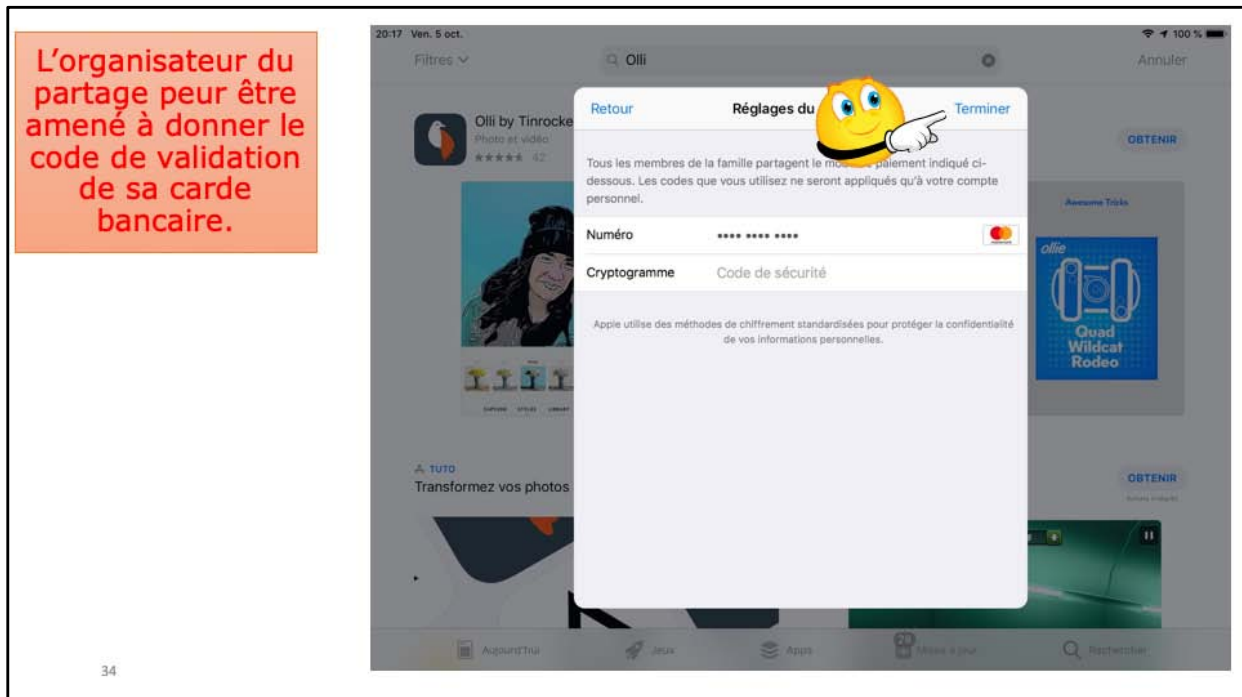 L'organisateur du
partage peur être
amené à donner le
code de validation
de sa carde
bancaire.
20:17 Ven. 5 oct.
100 %
Filtres
Olli
Annuler
Retour
Réglages du
Terminer
Olli by Tinrocke
Photo et vidéo
★★★★★ 42
OBTENIR
Tous les membres de la famille partagent le paiement indiqué ci-
dessous. Les codes que vous utilisez ne seront appliqués qu'à votre compte
personnel.
Numéro •••• •••• ••••
Cryptogramme Code de sécurité
Apple utilise des méthodes de chiffrement standardisées pour protéger la confidentialité
de vos informations personnelles.
Awesome Tricks
ollie
Quad
Wildcat
Rodeo
CAPTURE STYLES LIBRARY
TUTO
Transformez vos photos
OBTENIR
Aujourd'hui
Jeux
Apps
Mises à jour
Rechercher
34